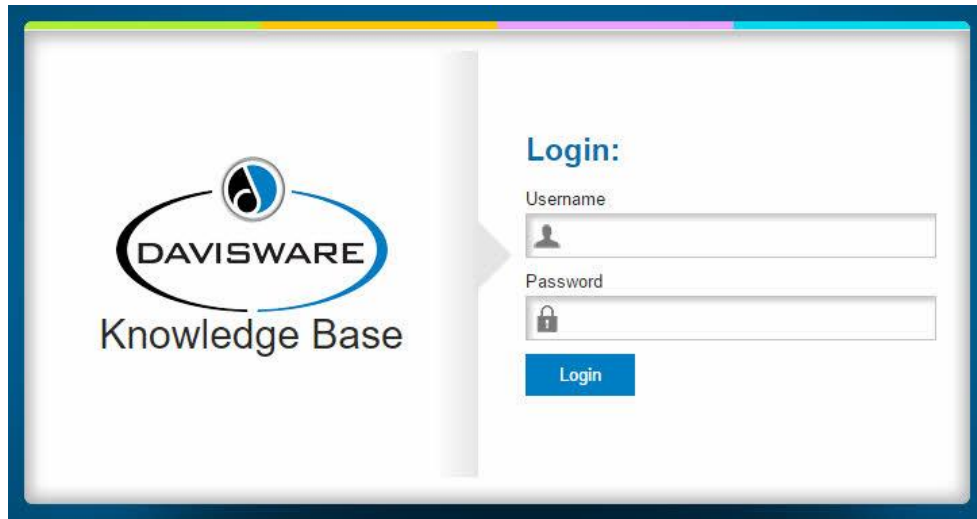 DAVISWARE
Knowledge Base
Login:
Username
Password
Login